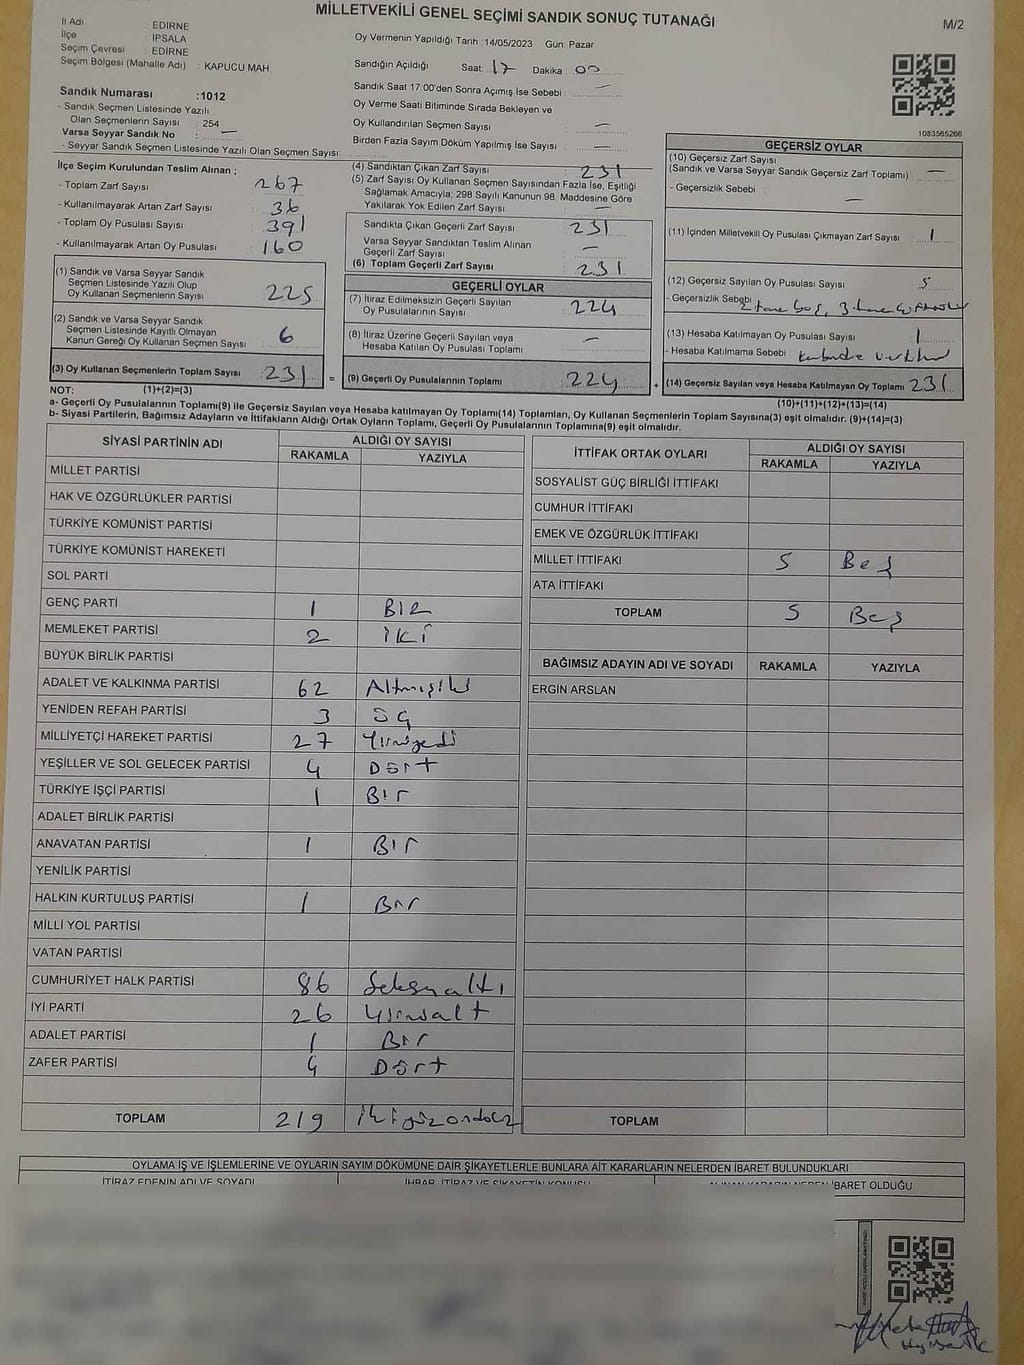 MİLLETVEKİLİ GENEL SEÇİMİ SANDIK SONUÇ TUTANAĞI
M/2
İl Adı : EDİRNE
İlçe : İPSALA
Seçim Çevresi : EDİRNE
Seçim Bölgesi (Mahalle Adı) : KAPUCU MAH
Oy Vermenin Yapıldığı Tarih :14/05/2023 Gün: Pazar
Sandığın Açıldığı Saat: 17 Dakika : 00
Sandık Numarası :1012
- Sandık Seçmen Listesinde Yazılı
Olan Seçmenlerin Sayısı : 254
Varsa Seyyar Sandık No : —
- Seyyar Sandık Seçmen Listesinde Yazılı Olan Seçmen Sayısı:
Sandık Saat 17:00'den Sonra Açımış İse Sebebi : —
Oy Verme Saati Bitiminde Sırada Bekleyen ve
Oy Kullandırılan Seçmen Sayısı : —
Birden Fazla Sayım Döküm Yapılmış İse Sayısı : —
1083565266
İlçe Seçim Kurulundan Teslim Alınan ;
- Toplam Zarf Sayısı : 267
- Kullanılmayarak Artan Zarf Sayısı : 36
- Toplam Oy Pusulası Sayısı : 391
- Kullanılmayarak Artan Oy Pusulası : 160
(1) Sandık ve Varsa Seyyar Sandık
Seçmen Listesinde Yazılı Olup
Oy Kullanan Seçmenlerin Sayısı : 225
(2) Sandık ve Varsa Seyyar Sandık
Seçmen Listesinde Kayıtlı Olmayan
Kanun Gereği Oy Kullanan Seçmen Sayısı : 6
(3) Oy Kullanan Seçmenlerin Toplam Sayısı : 231 =
(4) Sandıktan Çıkan Zarf Sayısı : 231
(5) Zarf Sayısı Oy Kullanan Seçmen Sayısından Fazla İse, Eşitliği
Sağlamak Amacıyla; 298 Sayılı Kanunun 98. Maddesine Göre
Yakılarak Yok Edilen Zarf Sayısı : —
Sandıkta Çıkan Geçerli Zarf Sayısı : 231
Varsa Seyyar Sandıktan Teslim Alınan
Geçerli Zarf Sayısı : —
(6) Toplam Geçerli Zarf Sayısı : 231
GEÇERLİ OYLAR
(7) İtiraz Edilmeksizin Geçerli Sayılan
Oy Pusulalarının Sayısı : 224
(8) İtiraz Üzerine Geçerli Sayılan veya
Hesaba Katılan Oy Pusulası Toplamı : —
(9) Geçerli Oy Pusulalarının Toplamı : 224 +
GEÇERSİZ OYLAR
(10) Geçersiz Zarf Sayısı
(Sandık ve Varsa Seyyar Sandık Geçersiz Zarf Toplamı) : —
- Geçersizlik Sebebi :
—
(11) İçinden Milletvekili Oy Pusulası Çıkmayan Zarf Sayısı : 1
(12) Geçersiz Sayılan Oy Pusulası Sayısı : 5
- Geçersizlik Sebebi : 2 tane boş, 3 tane
(13) Hesaba Katılmayan Oy Pusulası Sayısı : 1
- Hesaba Katılmama Sebebi :
(14) Geçersiz Sayılan veya Hesaba Katılmayan Oy Toplamı : 231
NOT: (1)+(2)=(3)
(10)+(11)+(12)+(13)=(14)
a- Geçerli Oy Pusulalarının Toplamı(9) ile Geçersiz Sayılan veya Hesaba katılmayan Oy Toplamı(14) Toplamları, Oy Kullanan Seçmenlerin Toplam Sayısına(3) eşit olmalıdır. (9)+(14)=(3)
b- Siyasi Partilerin, Bağımsız Adayların ve İttifakların Aldığı Ortak Oyların Toplamı, Geçerli Oy Pusulalarının Toplamına(9) eşit olmalıdır.
SİYASİ PARTİNİN ADI ALDIĞI OY SAYISI
RAKAMLA YAZIYLA
MİLLET PARTİSİ
HAK VE ÖZGÜRLÜKLER PARTİSİ
TÜRKİYE KOMÜNİST PARTİSİ
TÜRKİYE KOMÜNİST HAREKETİ
SOL PARTİ
GENÇ PARTİ 1 BIR
MEMLEKET PARTİSİ 2 İKİ
BÜYÜK BİRLİK PARTİSİ
ADALET VE KALKINMA PARTİSİ 62 Altmışiki
YENİDEN REFAH PARTİSİ 3 üç
MİLLİYETÇİ HAREKET PARTİSİ 27 Yirmiyedi
YEŞİLLER VE SOL GELECEK PARTİSİ 4 Dört
TÜRKİYE İŞÇİ PARTİSİ 1 Bir
ADALET BİRLİK PARTİSİ
ANAVATAN PARTİSİ 1 Bir
YENİLİK PARTİSİ
HALKIN KURTULUŞ PARTİSİ 1 Bir
MİLLİ YOL PARTİSİ
VATAN PARTİSİ
CUMHURİYET HALK PARTİSİ 86 Seksenaltı
İYİ PARTİ 26 Yirmialtı
ADALET PARTİSİ 1 Bir
ZAFER PARTİSİ 4 Dört
TOPLAM 219 ikiyüzondokuz
İTTİFAK ORTAK OYLARI ALDIĞI OY SAYISI
RAKAMLA YAZIYLA
SOSYALİST GÜÇ BİRLİĞİ İTTİFAKI
CUMHUR İTTİFAKI
EMEK VE ÖZGÜRLÜK İTTİFAKI
MİLLET İTTİFAKI 5 Beş
ATA İTTİFAKI
TOPLAM 5 Beş
BAĞIMSIZ ADAYIN ADI VE SOYADI RAKAMLA YAZIYLA
ERGİN ARSLAN
TOPLAM
OYLAMA İŞ VE İŞLEMLERİNE VE OYLARIN SAYIM DÖKÜMÜNE DAİR ŞİKAYETLERLE BUNLARA AİT KARARLARIN NELERDEN İBARET BULUNDUKLARI
İTİRAZ EDENİN ADI VE SOYADI İHBAR, İTİRAZ VE ŞİKAYETİN KONUSU ALINAN KARARIN NEDEN İBARET OLDUĞU